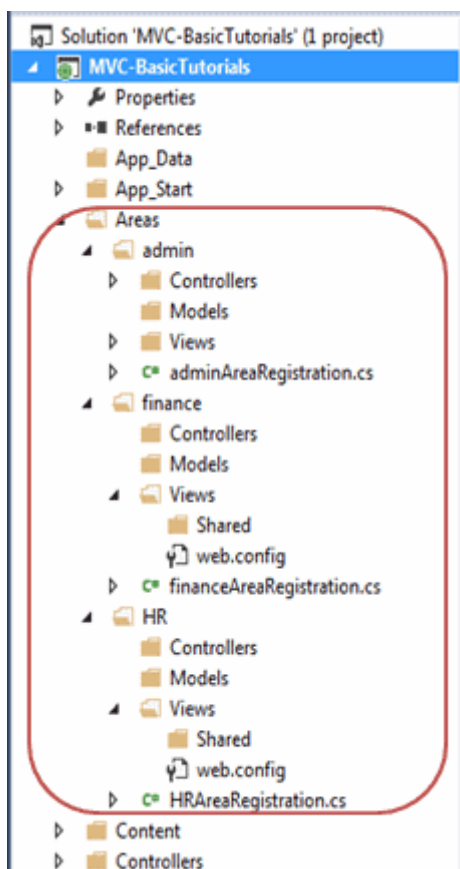 Solution 'MVC-BasicTutorials' (1 project)
MVC-BasicTutorials
Properties
References
App_Data
App_Start
Areas
admin
Controllers
Models
Views
C# adminAreaRegistration.cs
finance
Controllers
Models
Views
Shared
web.config
C# financeAreaRegistration.cs
HR
Controllers
Models
Views
Shared
web.config
C# HRAreaRegistration.cs
Content
Controllers